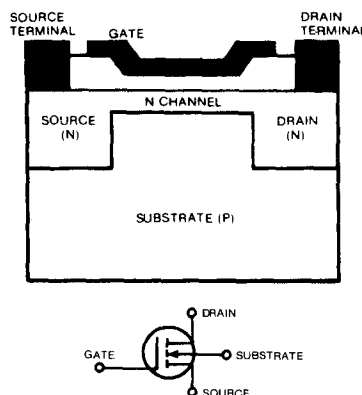 SOURCE
TERMINAL
GATE
DRAIN
TERMINAL
N CHANNEL
SOURCE
(N)
DRAIN
(N)
SUBSTRATE (P)
DRAIN
GATE
SUBSTRATE
SOURCE